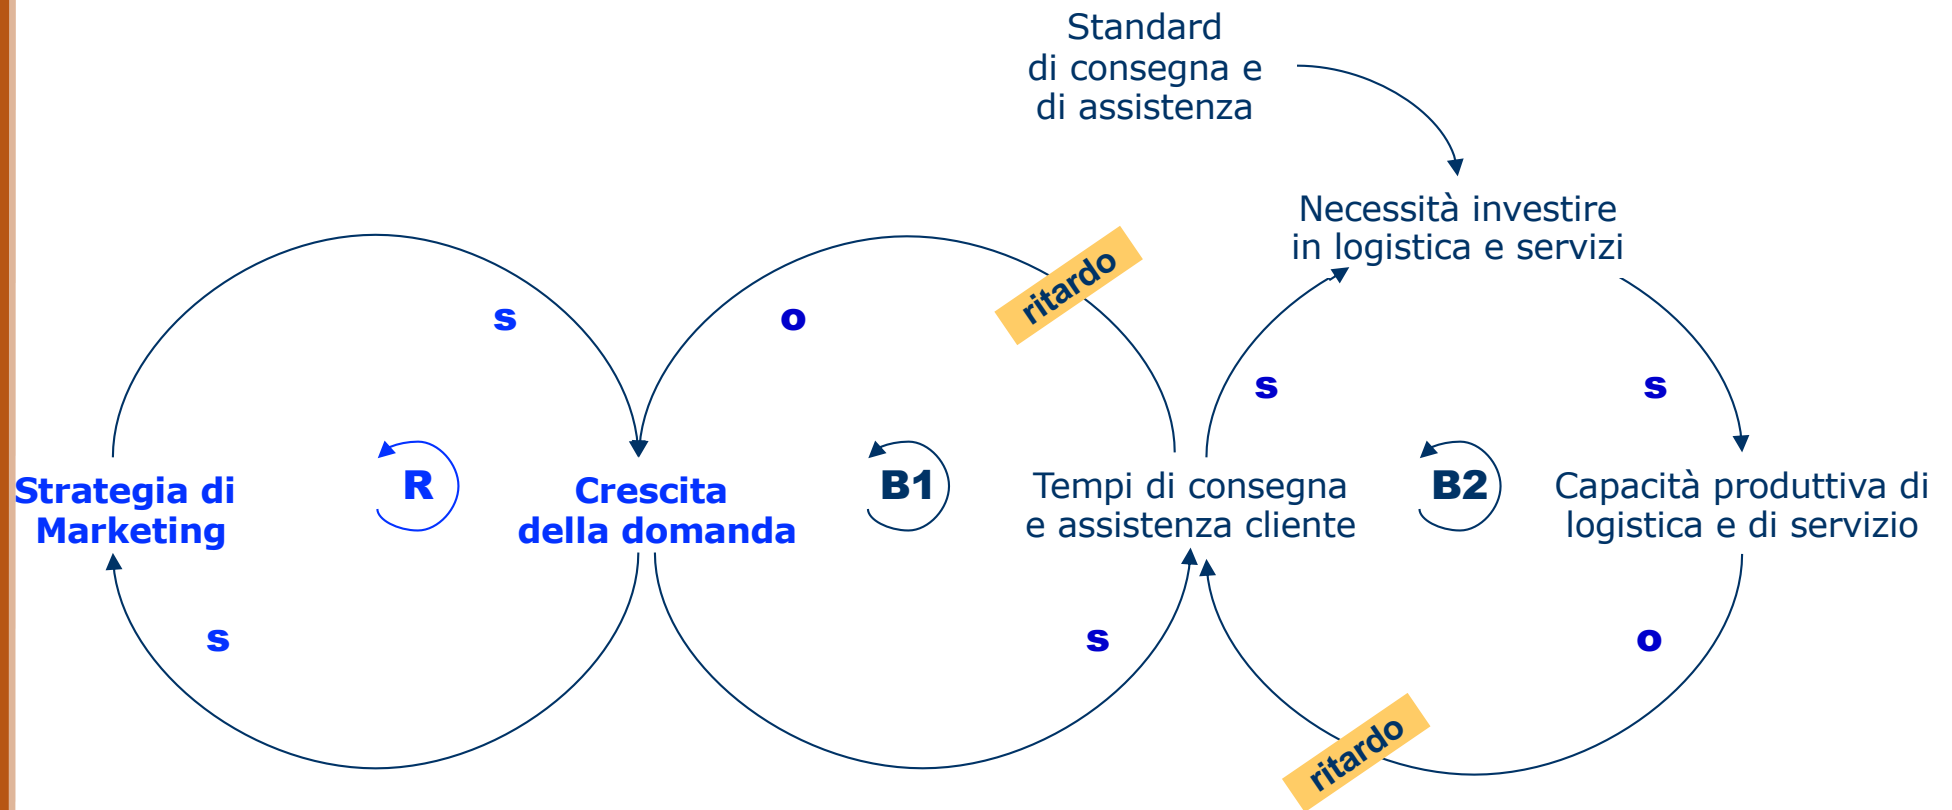 Standard
di consegna e
di assistenza
Necessità investire
in logistica e servizi
ritardo
s
o
s
s
Strategia di
Marketing
R
Crescita
della domanda
B1
Tempi di consegna
e assistenza cliente
B2
Capacità produttiva di
logistica e di servizio
s
s
o
ritardo